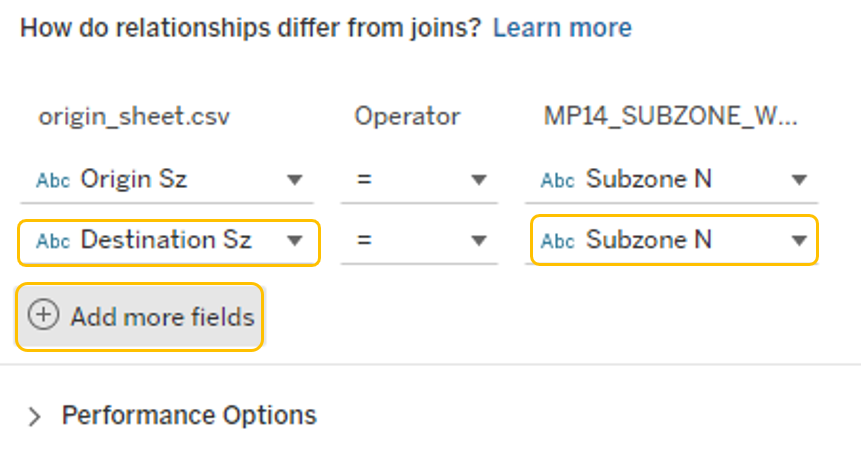 How do relationships differ from joins? Learn more
origin_sheet.csv Operator MP14_SUBZONE_W...
Abc Origin Sz = Abc Subzone N
Abc Destination Sz = Abc Subzone N
Add more fields
Performance Options